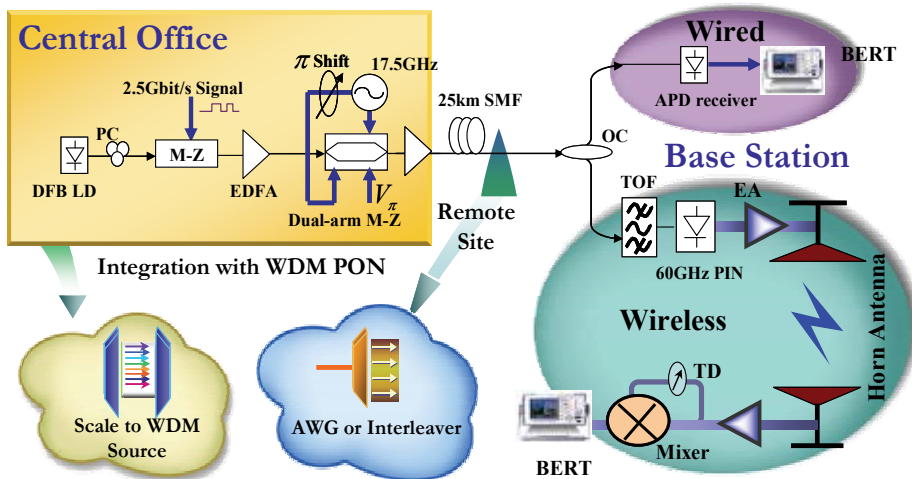 Central Office
π Shift
17.5GHz
2.5Gbit/s Signal
PC
M-Z
DFB LD
EDFA
Vπ
Dual-arm M-Z
25km SMF
Remote
Site
OC
Wired
BERT
APD receiver
Base Station
TOF
EA
60GHz PIN
Wireless
Horn Antenna
TD
Mixer
BERT
Integration with WDM PON
Scale to WDM
Source
AWG or Interleaver